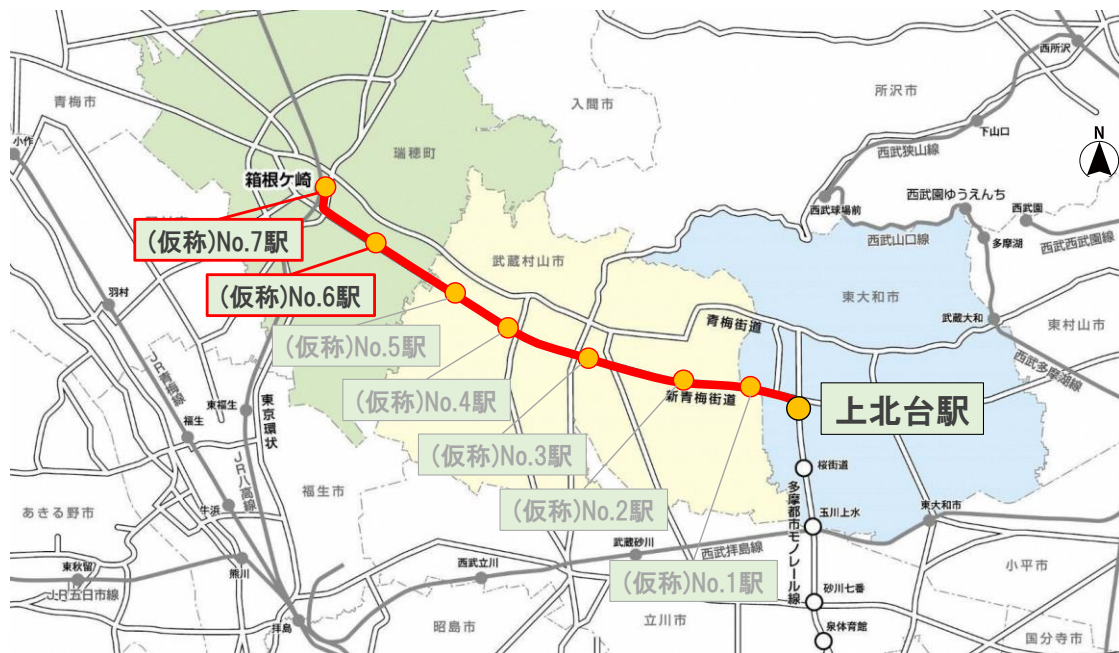 西所沢
所沢市
入間市
青梅市
下山口
N
小作
瑞穂町
西武狭山線
箱根ケ崎
西武球場前
西武園ゆうえんち
西武園
西武山口線
多摩湖
西武西武園線
(仮称)No.7駅
武蔵村山市
(仮称)No.6駅
東大和市
羽村
青梅街道
武蔵大和
東村山市
(仮称)No.5駅
西武多摩湖線
JR青梅線
(仮称)No.4駅
新青梅街道
上北台駅
東福生
東京環状
福生
(仮称)No.3駅
桜街道
JR八高線
福生市
(仮称)No.2駅
多摩都市モノレール線
あきる野市
牛浜
玉川上水
東大和市
武蔵砂川
西武拝島線
東秋留
熊川
西武立川
(仮称)No.1駅
小平市
JR五日市線
砂川七番
拝島
昭島市
立川市
泉体育館
国分寺市